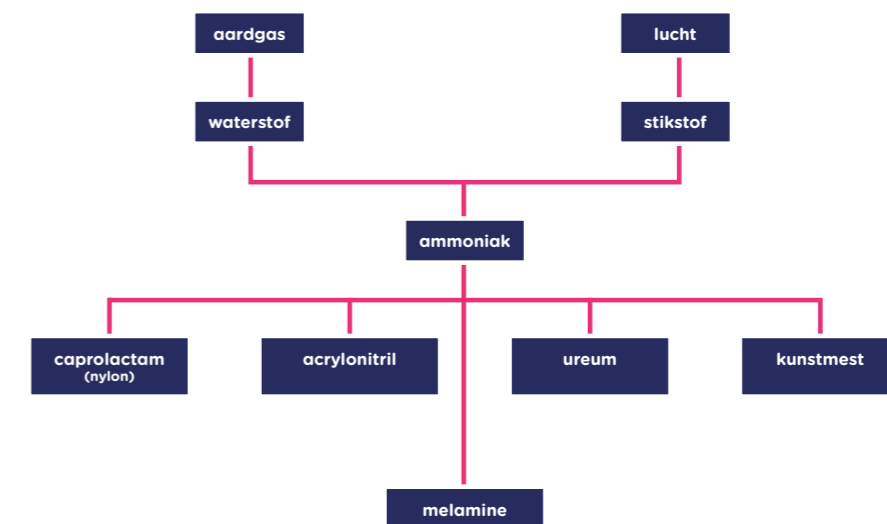 aardgas
lucht
waterstof
stikstof
ammoniak
caprolactam
(nylon)
acrylonitril
ureum
kunstmest
melamine